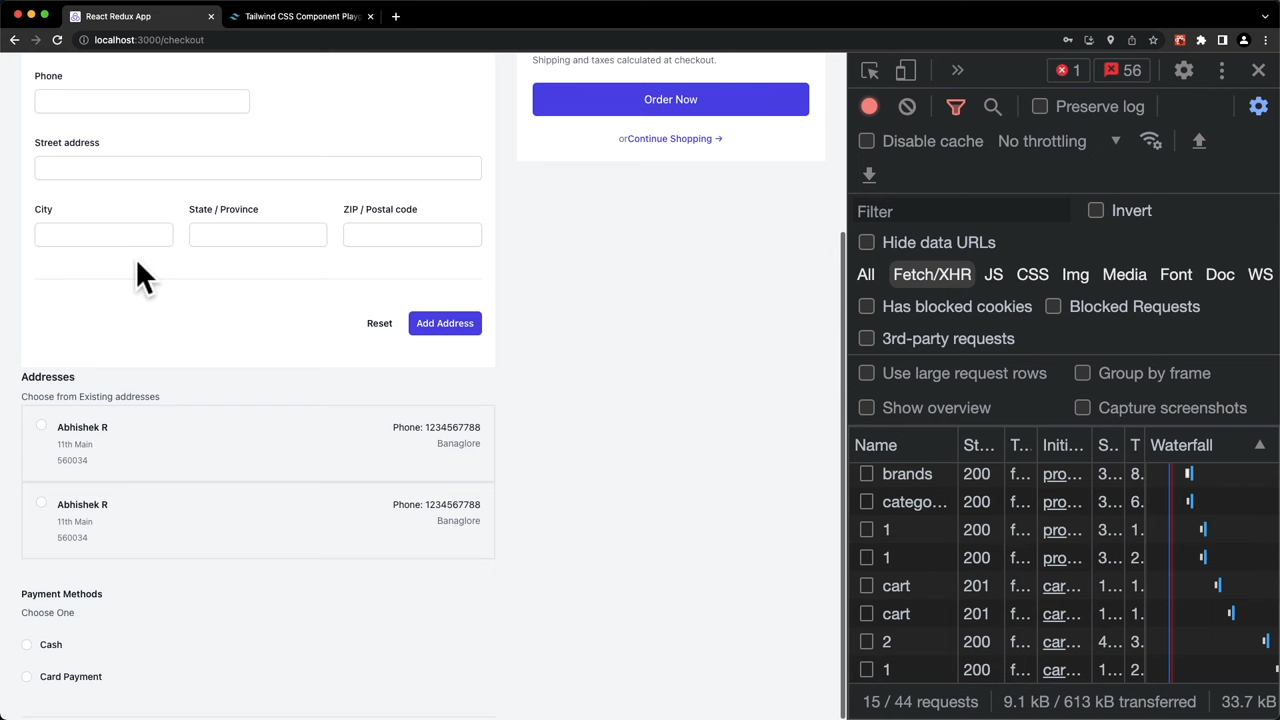 React Redux App
Tailwind CSS Component Playg
localhost:3000/checkout
Phone
Street address
City State / Province ZIP / Postal code
Reset Add Address
Addresses
Choose from Existing addresses
Abhishek R Phone: 1234567788
11th Main Banaglore
560034
Abhishek R Phone: 1234567788
11th Main Banaglore
560034
Payment Methods
Choose One
Cash
Card Payment
Shipping and taxes calculated at checkout.
Order Now
orContinue Shopping →
1 56
Preserve log
Disable cache No throttling
Filter Invert
Hide data URLs
All Fetch/XHR JS CSS Img Media Font Doc WS
Has blocked cookies Blocked Requests
3rd-party requests
Use large request rows Group by frame
Show overview Capture screenshots
Name St... T... Initi... S... T Waterfall
brands 200 f... pro... 3... 8.
catego... 200 f... pro... 3... 6.
1 200 f... pro... 3... 1.
1 200 f... pro... 3... 2.
cart 201 f... car... 1... 1.
cart 201 f... car... 1... 1.
2 200 f... car... 4... 3.
1 200 f... car... 1... 2.
15 / 44 requests 9.1 kB / 613 kB transferred 33.7 kB